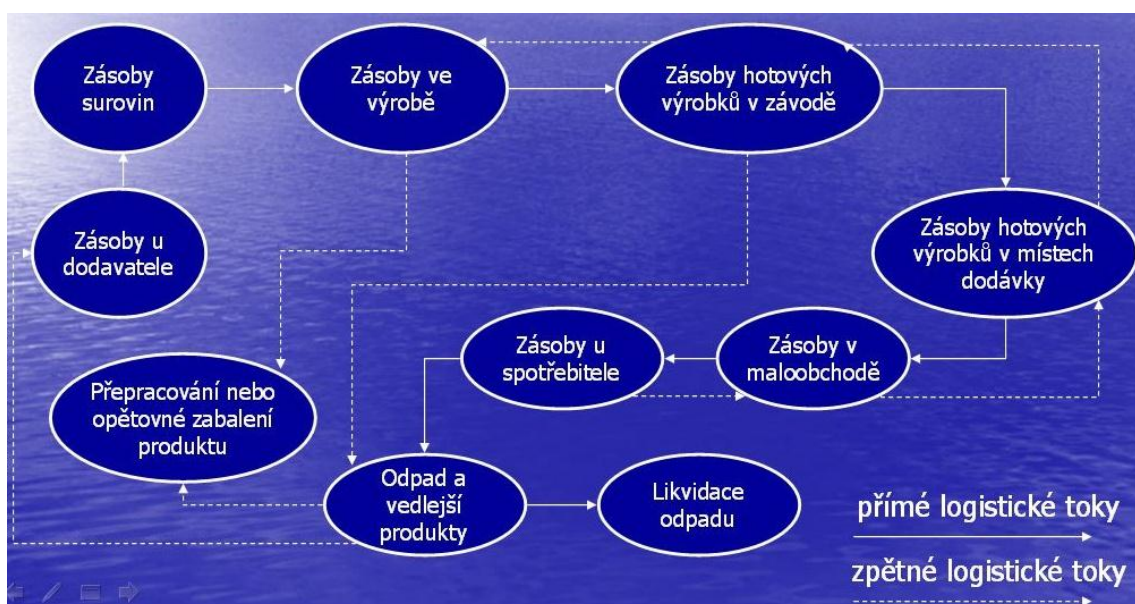 Zásoby
surovin
Zásoby ve
výrobě
Zásoby hotových
výrobků v závodě
Zásoby u
dodavatele
Zásoby hotových
výrobků v místech
dodávky
Zásoby u
spotřebitele
Zásoby v
maloobchodě
Přepracování nebo
opětovné zabalení
produktu
Odpad a
vedlejší
produkty
Likvidace
odpadu
přímé logistické toky
zpětné logistické toky